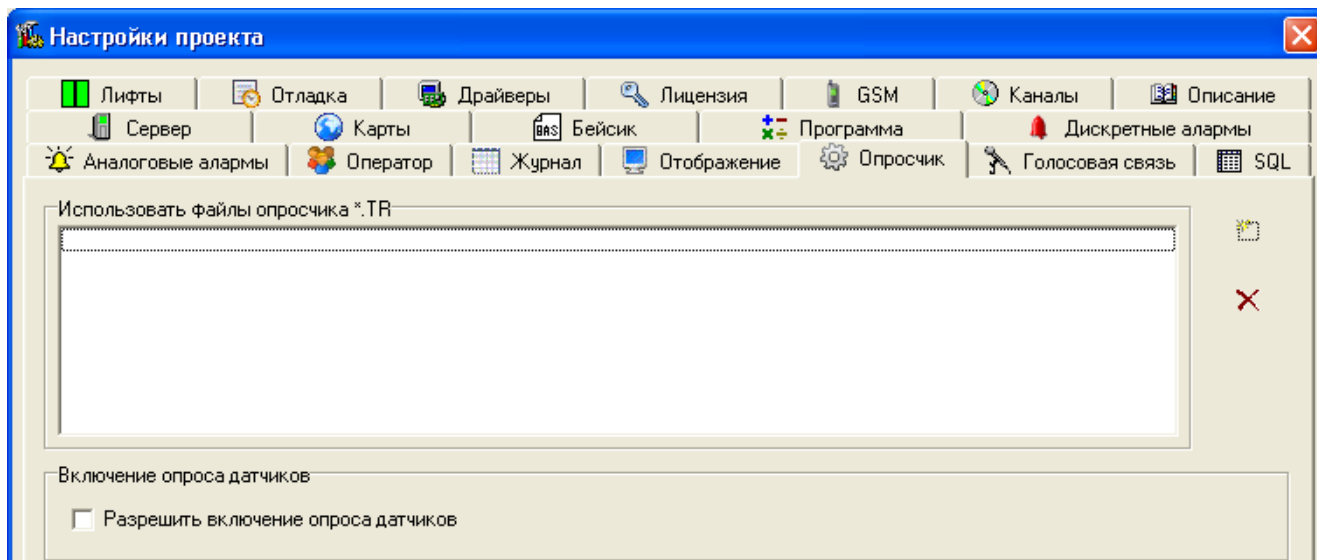 Настройки проекта
Лифты Отладка Драйверы Лицензия GSM Каналы Описание
Сервер Карты BAS Бейсик Программа Дискретные алармы
Аналоговые алармы Оператор Журнал Отображение Опросчик Голосовая связь SQL
Использовать файлы опросчика *.TR
Включение опроса датчиков
Разрешить включение опроса датчиков